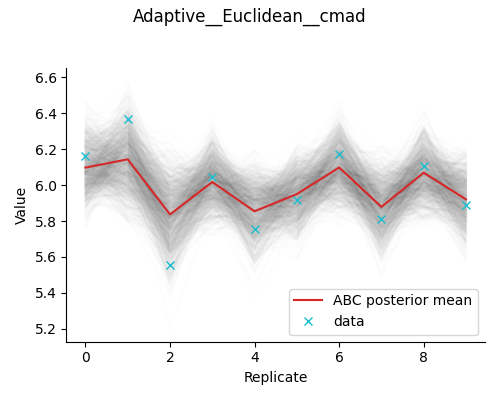 Adaptive__Euclidean__cmad
6.6
6.4
6.2
6.0
5.8
5.6
5.4
5.2
Value
0 2 4 6 8
Replicate
ABC posterior mean
data